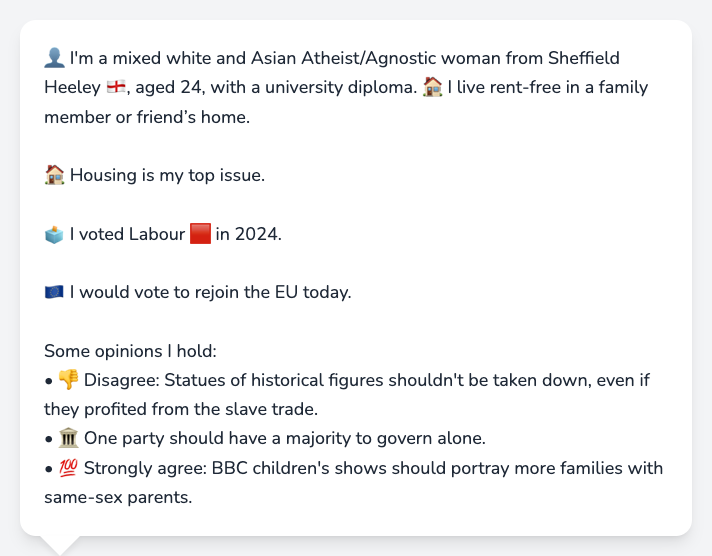 👤 I'm a mixed white and Asian Atheist/Agnostic woman from Sheffield
Heeley 🏴󠁧󠁢󠁥󠁮󠁧󠁿, aged 24, with a university diploma. 🏠 I live rent-free in a family
member or friend’s home.
🏠 Housing is my top issue.
🗳️ I voted Labour 🟥 in 2024.
🇪🇺 I would vote to rejoin the EU today.
Some opinions I hold:
• 👎 Disagree: Statues of historical figures shouldn't be taken down, even if
they profited from the slave trade.
• 🏛️ One party should have a majority to govern alone.
• 💯 Strongly agree: BBC children's shows should portray more families with
same-sex parents.